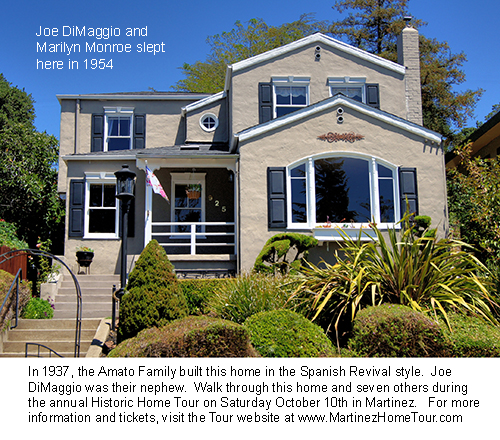 Joe DiMaggio and
Marilyn Monroe slept
here in 1954
925
In 1937, the Amato Family built this home in the Spanish Revival style. Joe
DiMaggio was their nephew. Walk through this home and seven others during
the annual Historic Home Tour on Saturday October 10th in Martinez. For more
information and tickets, visit the Tour website at www.MartinezHomeTour.com